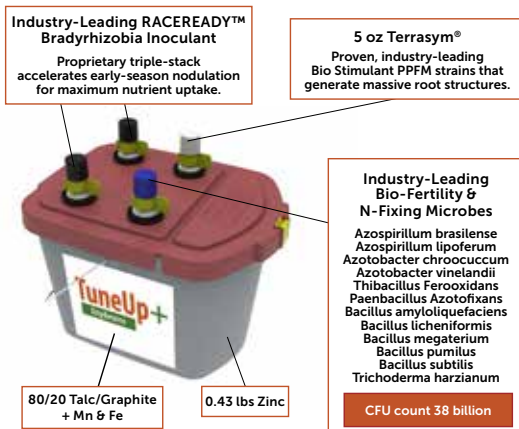 Industry-Leading RACEREADY™
Bradyrhizobia Inoculant
Proprietary triple-stack
accelerates early-season nodulation
for maximum nutrient uptake.
5 oz Terrasym®
Proven, industry-leading
Bio Stimulant PPFM strains that
generate massive root structures.
Industry-Leading
Bio-Fertility &
N-Fixing Microbes
Azospirillum brasilense
Azospirillum lipoferum
Azotobacter chroocuccum
Azotobacter vinelandii
Thibacillus Ferooxidans
Paenbacillus Azotofixans
Bacillus amyloliquefaciens
Bacillus licheniformis
Bacillus megaterium
Bacillus pumilus
Bacillus subtilis
Trichoderma harzianum
CFU count 38 billion
TuneUp+
Soybeans
80/20 Talc/Graphite
+ Mn & Fe
0.43 lbs Zinc